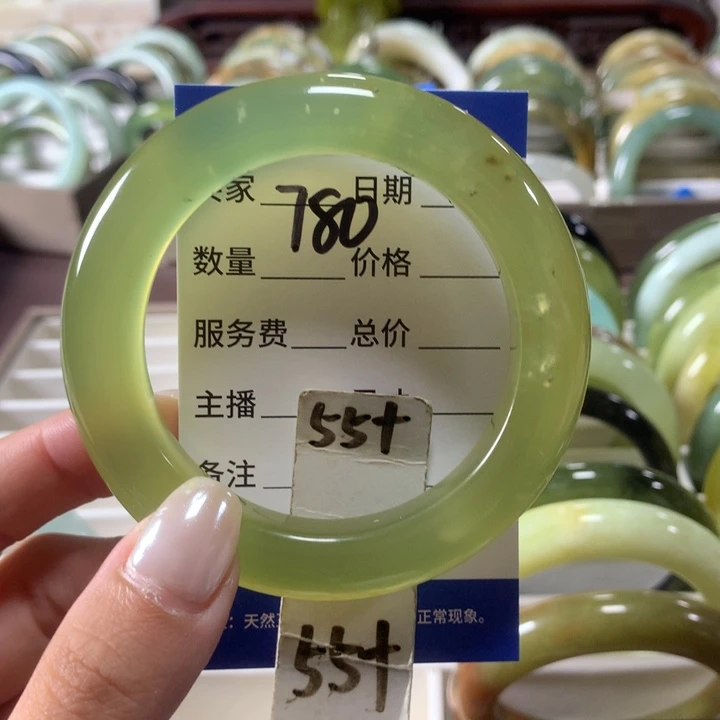 家 780 日期
数量 价格
服务费 总价
主播
55+
备注
：天然 正常现象。
55+